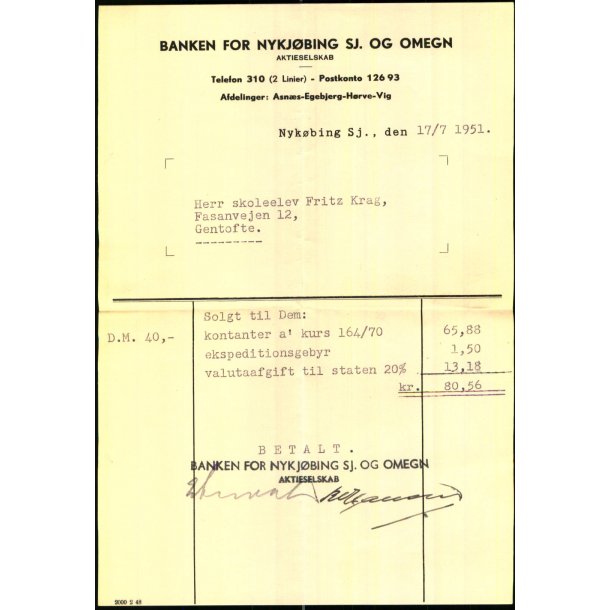 BANKEN FOR NYKJØBING SJ. OG OMEGN
AKTIESELSKAB
Telefon 310 (2 Linier) - Postkonto 126 93
Afdelinger: Asnæs-Egebjerg-Hørve-Vig
Nykøbing Sj., den 17/7 1951.
Herr skoleelev Fritz Krag,
Fasanvejen 12,
Gentofte.
---------
Solgt til Dem:
D.M. 40,- kontanter a' kurs 164/70 65,88
ekspeditionsgebyr 1,50
valutaafgift til staten 20% 13,18
kr. 80,56
BETALT.
BANKEN FOR NYKJØBING SJ. OG OMEGN
AKTIESELSKAB
2000 2 48